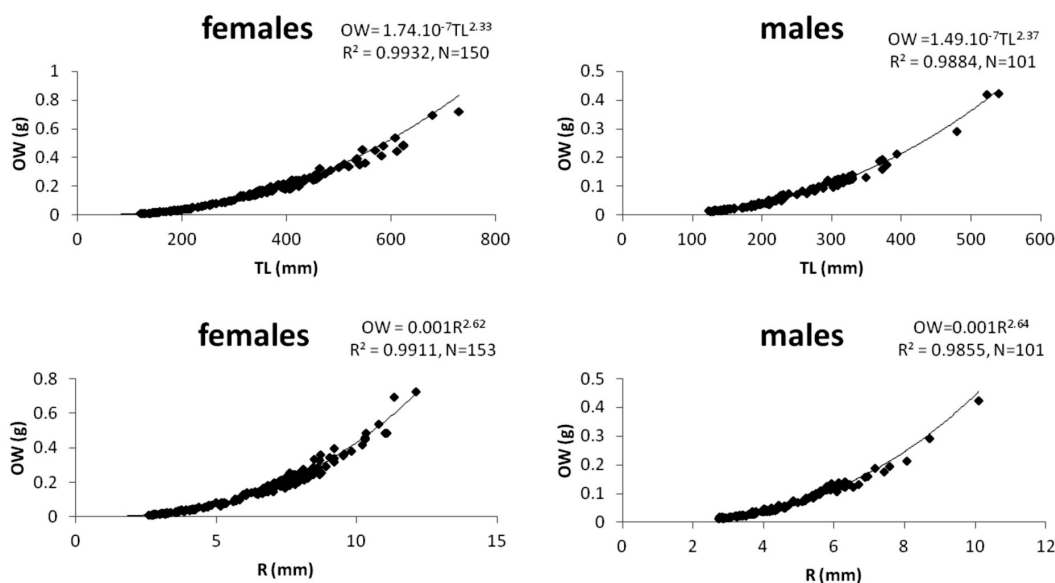 females
OW= 1.74.10⁻⁷TL²·³³
R² = 0.9932, N=150
1
0.8
0.6
0.4
0.2
0
OW (g)
0 200 400 600 800
TL (mm)
males
OW =1.49.10⁻⁷TL²·³⁷
R² = 0.9884, N=101
0.5
0.4
0.3
0.2
0.1
0
OW (g)
0 100 200 300 400 500 600
TL (mm)
females
OW = 0.001R²·⁶²
R² = 0.9911, N=153
0.8
0.6
0.4
0.2
0
OW (g)
0 5 10 15
R (mm)
males
OW=0.001R²·⁶⁴
R² = 0.9855, N=101
0.5
0.4
0.3
0.2
0.1
0
OW (g)
0 2 4 6 8 10 12
R (mm)